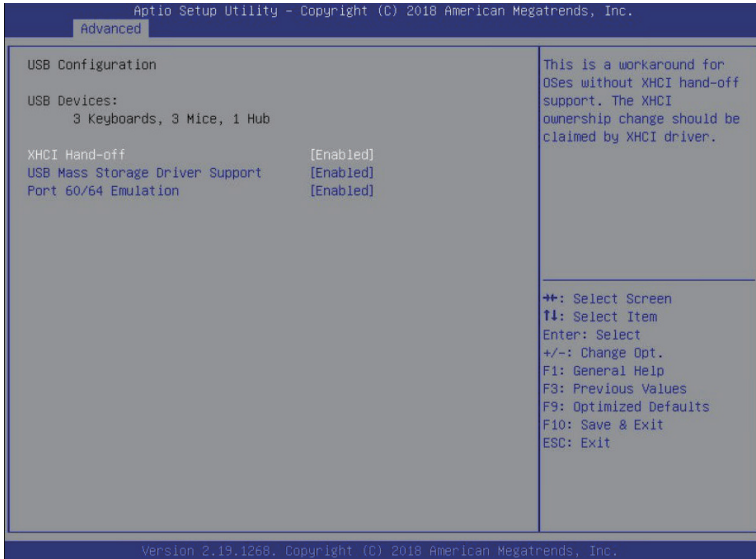 Aptio Setup Utility – Copyright (C) 2018 American Megatrends, Inc.
Advanced
USB Configuration
USB Devices:
3 Keyboards, 3 Mice, 1 Hub
XHCI Hand-off [Enabled]
USB Mass Storage Driver Support [Enabled]
Port 60/64 Emulation [Enabled]
This is a workaround for
OSes without XHCI hand-off
support. The XHCI
ownership change should be
claimed by XHCI driver.
→←: Select Screen
↑↓: Select Item
Enter: Select
+/-: Change Opt.
F1: General Help
F3: Previous Values
F9: Optimized Defaults
F10: Save & Exit
ESC: Exit
Version 2.19.1268. Copyright (C) 2018 American Megatrends, Inc.